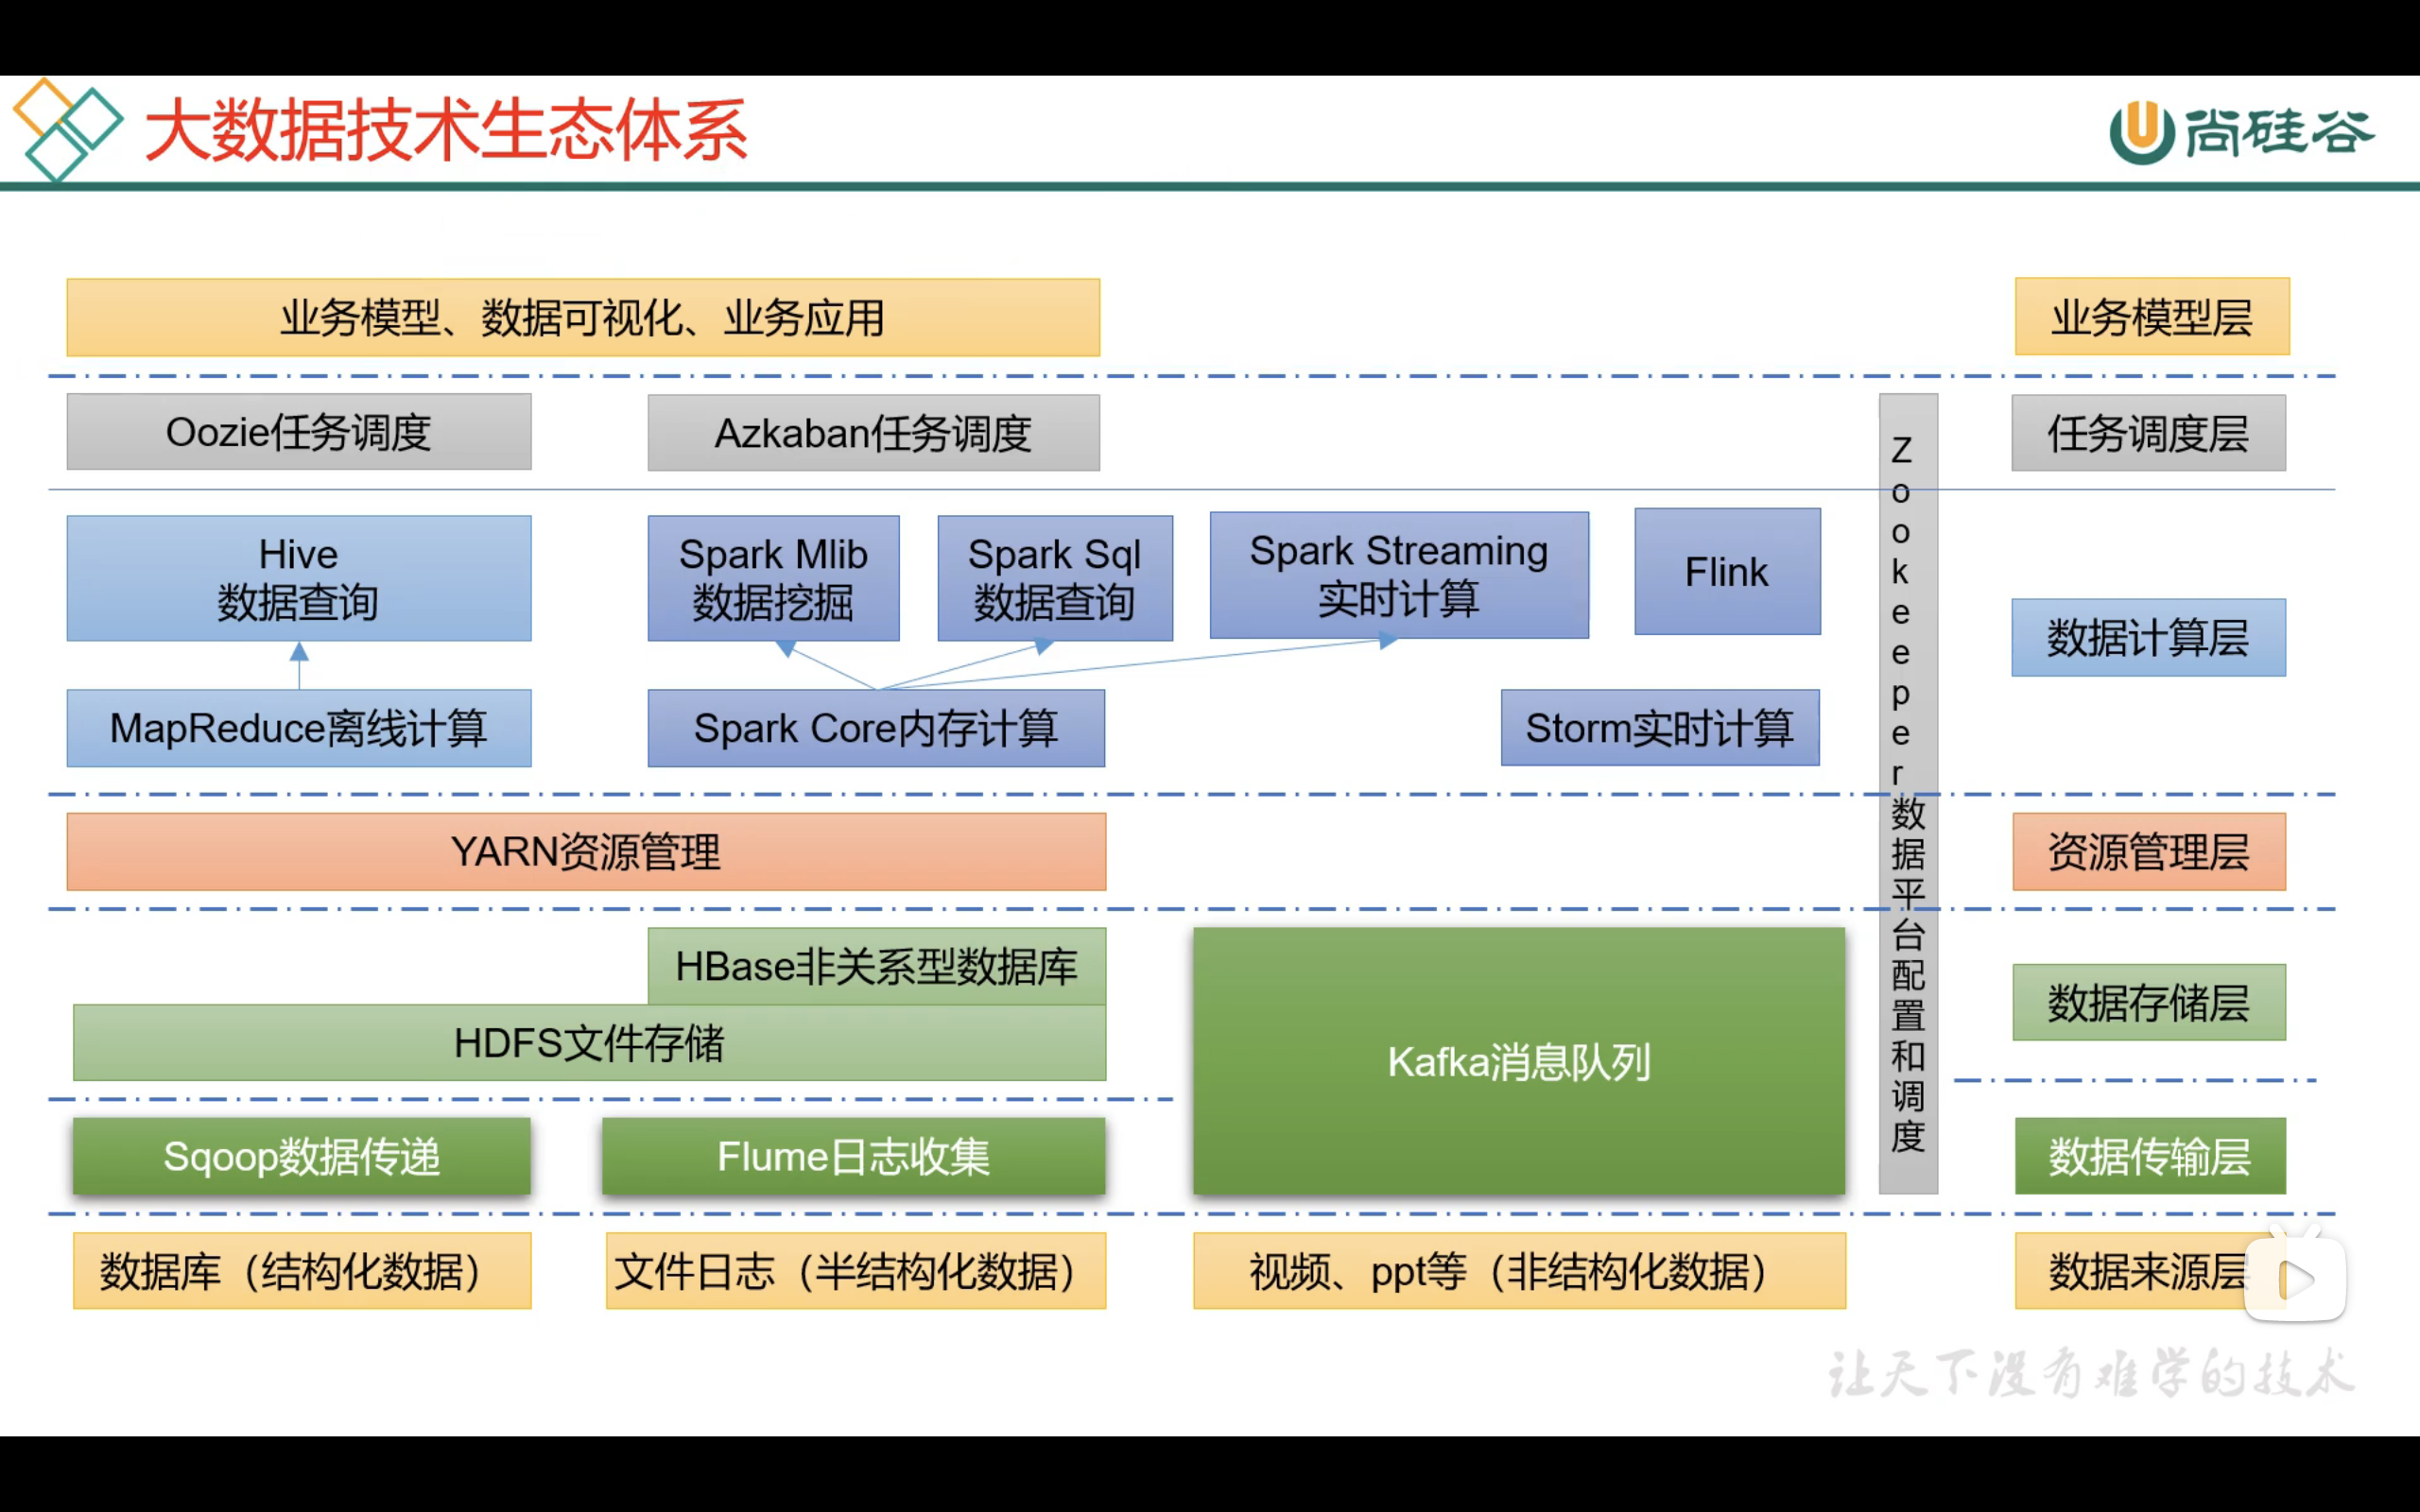 大数据技术生态体系
尚硅谷
业务模型、数据可视化、业务应用
业务模型层
Oozie任务调度
Azkaban任务调度
任务调度层
Hive
数据查询
Spark Mlib
数据挖掘
Spark Sql
数据查询
Spark Streaming
实时计算
Flink
数据计算层
MapReduce离线计算
Spark Core内存计算
Storm实时计算
Zookeeper数据平台配置和调度
YARN资源管理
资源管理层
HBase非关系型数据库
HDFS文件存储
Kafka消息队列
数据存储层
Sqoop数据传递
Flume日志收集
数据传输层
数据库（结构化数据）
文件日志（半结构化数据）
视频、ppt等（非结构化数据）
数据来源层
让天下没有难学的技术